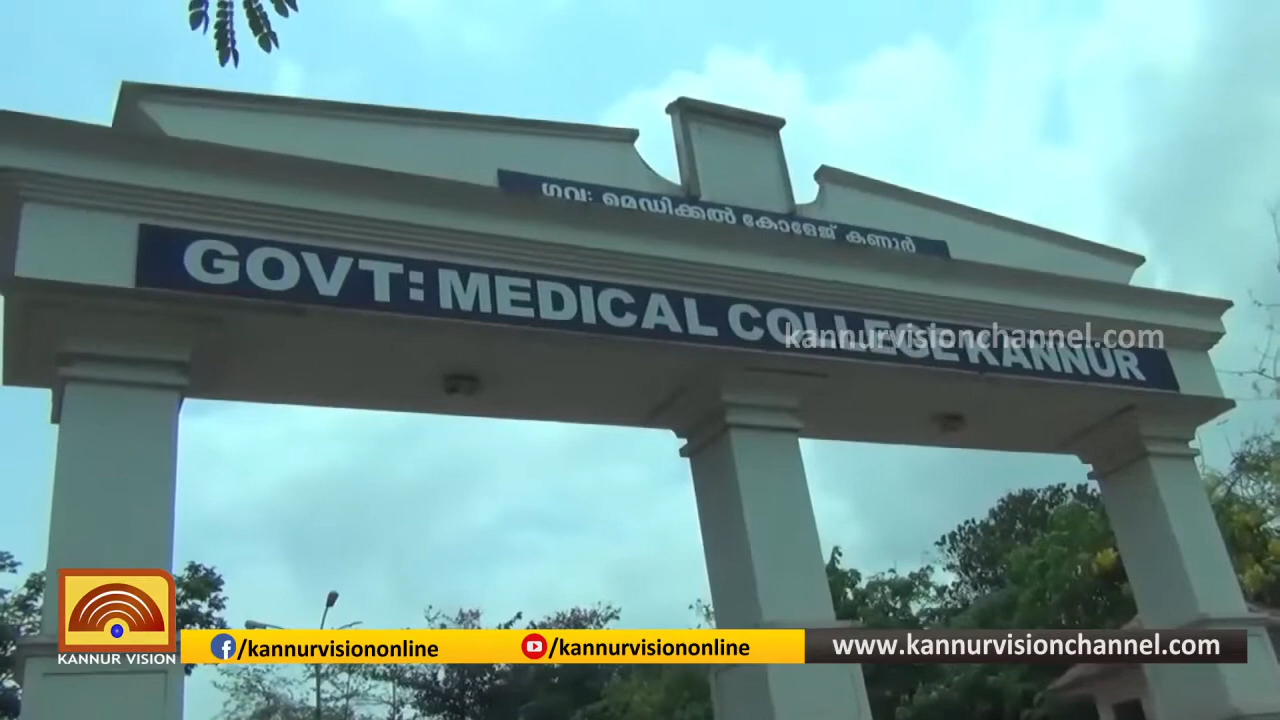 ഗവ: മെഡിക്കൽ കോളേജ് കണ്ണൂർ
GOVT: MEDICAL COLLEGE KANNUR
kannurvisionchannel.com
KANNUR VISION
/kannurvisiononline
/kannurvisiononline
www.kannurvisionchannel.com